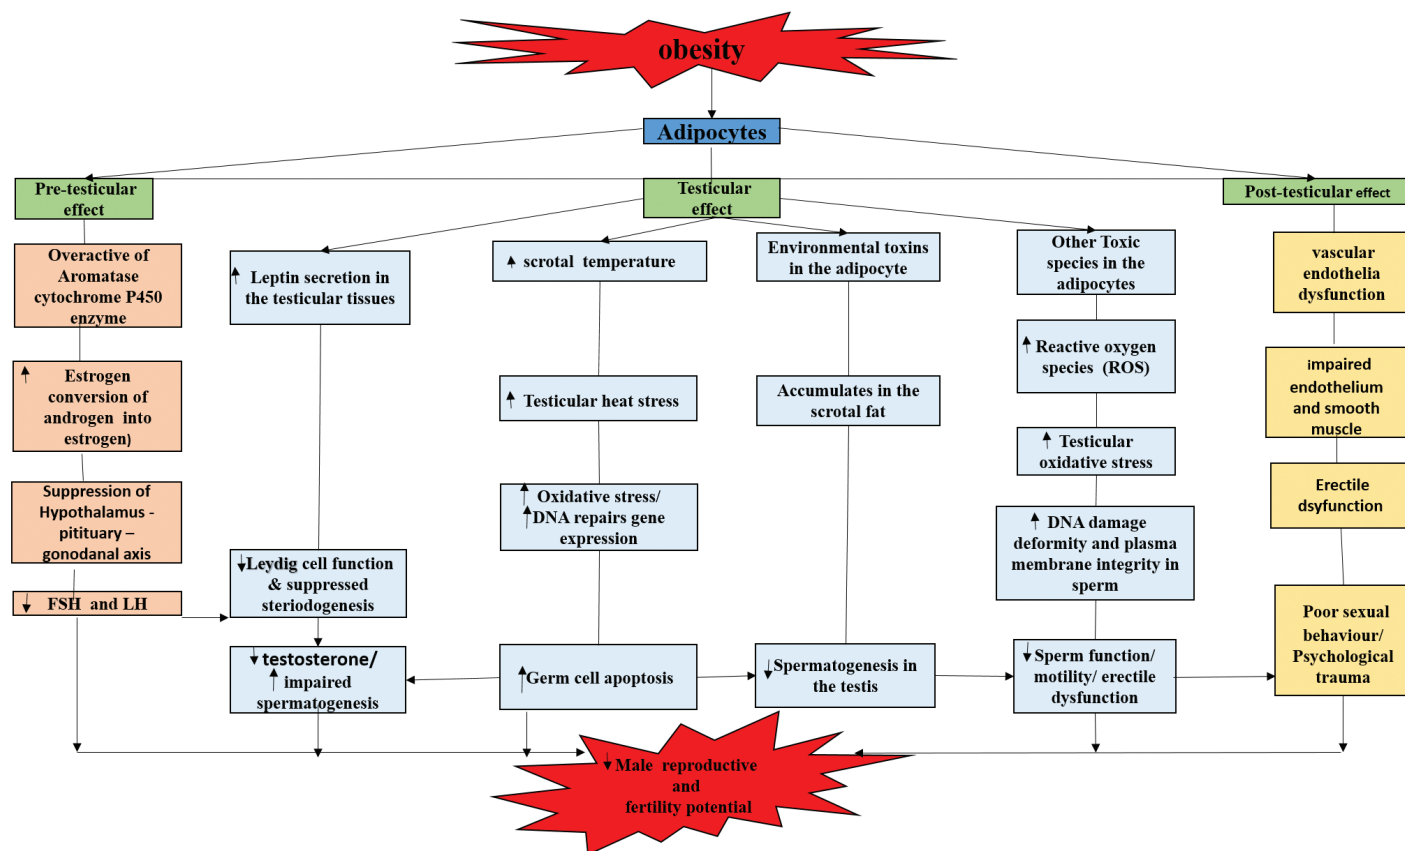 obesity
Adipocytes
Pre-testicular
effect
Testicular
effect
Post-testicular effect
Overactive of
Aromatase
cytochrome P450
enzyme
↑ Leptin secretion in
the testicular tissues
↑ scrotal temperature
Environmental toxins
in the adipocyte
Other Toxic
species in the
adipocytes
vascular
endothelia
dysfunction
↑ Estrogen
conversion of
androgen into
estrogen)
↑ Testicular heat stress
Accumulates in the
scrotal fat
↑ Reactive oxygen
species (ROS)
impaired
endothelium
and smooth
muscle
↑ Testicular
oxidative stress
Suppression of
Hypothalamus -
pitituary –
gonodanal axis
↑ Oxidative stress/
↑ DNA repairs gene
expression
↑ DNA damage
deformity and plasma
membrane integrity in
sperm
Erectile
dsyfunction
↓ FSH and LH
↓ Leydig cell function
& suppressed
steriodogenesis
↓ testosterone/
↑ impaired
spermatogenesis
↑ Germ cell apoptosis
↓ Spermatogenesis in
the testis
↓ Sperm function/
motility/ erectile
dysfunction
Poor sexual
behaviour/
Psychological
trauma
↓ Male reproductive
and
fertility potential